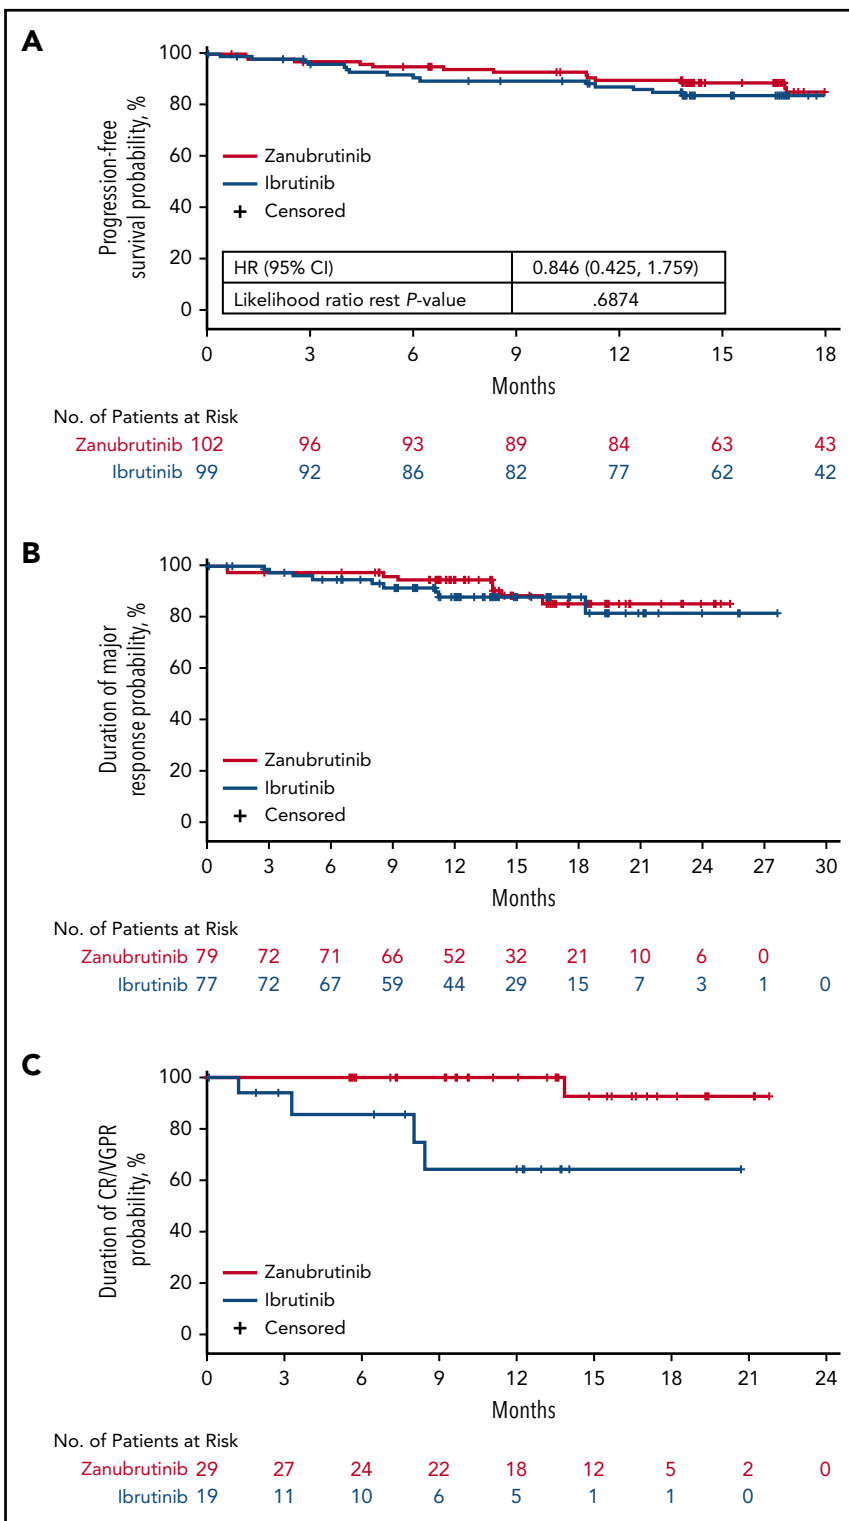 A
Progression-free
survival probability, %
100
80
60
40
20
0
Zanubrutinib
Ibrutinib
+ Censored
HR (95% CI) 0.846 (0.425, 1.759)
Likelihood ratio rest P-value .6874
0 3 6 9 12 15 18
Months
No. of Patients at Risk
Zanubrutinib 102 96 93 89 84 63 43
Ibrutinib 99 92 86 82 77 62 42
B
Duration of major
response probability, %
100
80
60
40
20
0
Zanubrutinib
Ibrutinib
+ Censored
0 3 6 9 12 15 18 21 24 27 30
Months
No. of Patients at Risk
Zanubrutinib 79 72 71 66 52 32 21 10 6 0
Ibrutinib 77 72 67 59 44 29 15 7 3 1 0
C
Duration of CR/VGPR
probability, %
100
80
60
40
20
0
Zanubrutinib
Ibrutinib
+ Censored
0 3 6 9 12 15 18 21 24
Months
No. of Patients at Risk
Zanubrutinib 29 27 24 22 18 12 5 2 0
Ibrutinib 19 11 10 6 5 1 1 0